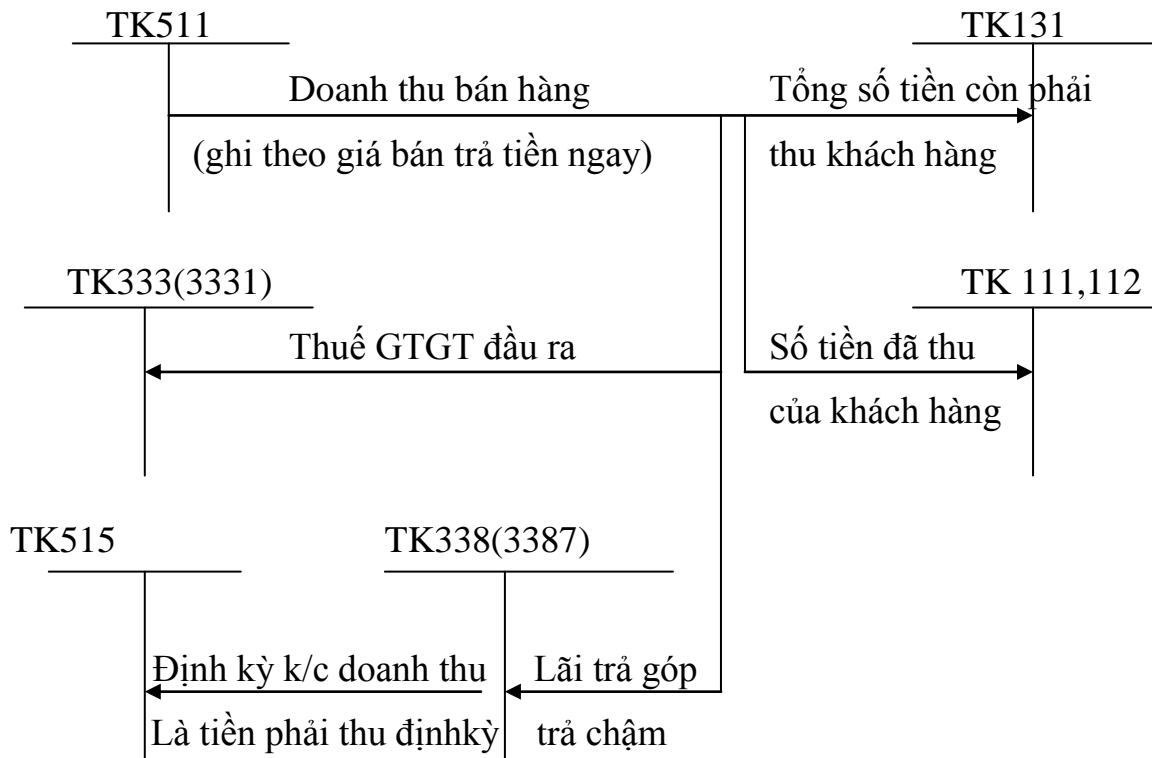 TK511
TK131
Doanh thu bán hàng
Tổng số tiền còn phải
(ghi theo giá bán trả tiền ngay)
thu khách hàng
TK333(3331)
TK 111,112
Thuế GTGT đầu ra
Số tiền đã thu
của khách hàng
TK515
TK338(3387)
Định kỳ k/c doanh thu
Lãi trả góp
Là tiền phải thu địnhkỳ
trả chậm